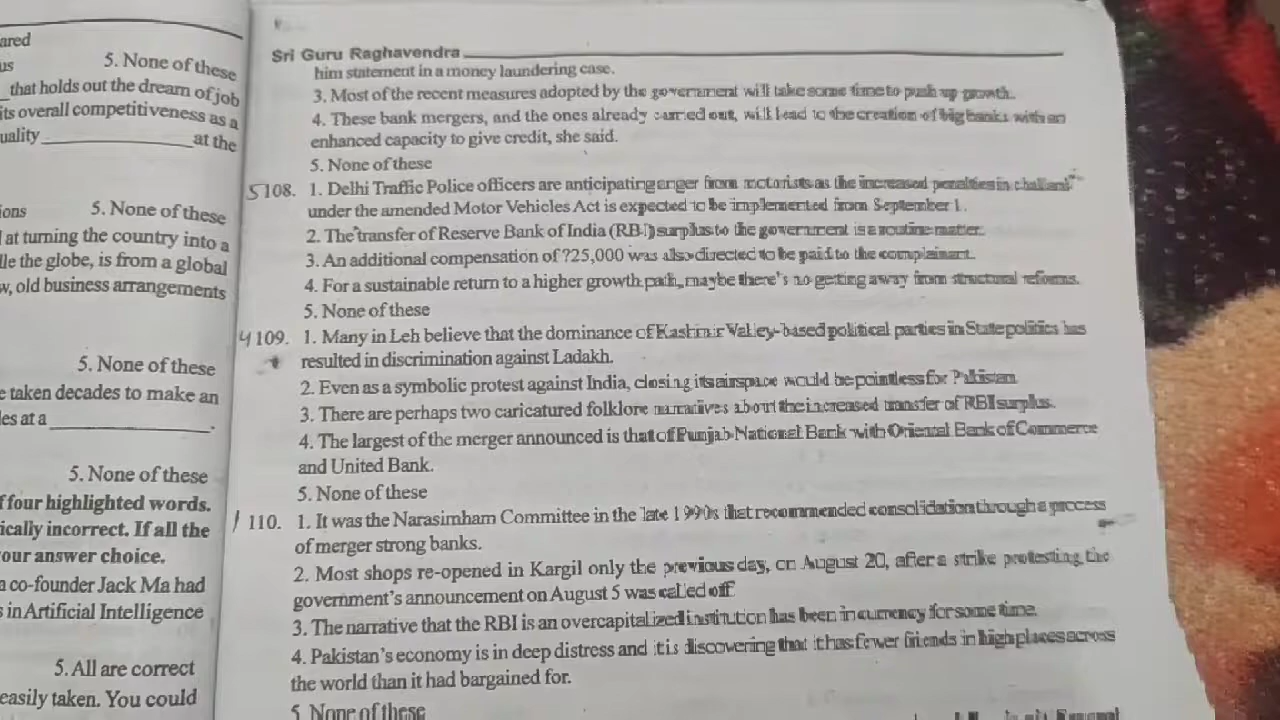 ared
us
5. None of these
that holds out the dream of job
its overall competitiveness as a
uality ____________ at the
ions
5. None of these
at turning the country into a
lle the globe, is from a global
w, old business arrangements
5. None of these
e taken decades to make an
les at a ____________.
5. None of these
f four highlighted words.
ically incorrect. If all the
our answer choice.
a co-founder Jack Ma had
s in Artificial Intelligence
5. All are correct
easily taken. You could
Sri Guru Raghavendra
him statement in a money laundering case.
3. Most of the recent measures adopted by the government will take some time to push up growth.
4. These bank mergers, and the ones already carried out, will lead to the creation of big banks with an
enhanced capacity to give credit, she said.
5. None of these
5 108. 1. Delhi Traffic Police officers are anticipating anger from motorists as the increased penalties in challans
under the amended Motor Vehicles Act is expected to be implemented from September 1.
2. The transfer of Reserve Bank of India (RBI) surplus to the government is a routine matter.
3. An additional compensation of ?25,000 was also directed to be paid to the complainant.
4. For a sustainable return to a higher growth path, maybe there's no getting away from structural reforms.
5. None of these
4 109. 1. Many in Leh believe that the dominance of Kashmir Valley-based political parties in State politics has
resulted in discrimination against Ladakh.
2. Even as a symbolic protest against India, closing its airspace would be pointless for Pakistan.
3. There are perhaps two caricatured folklore narratives about the increased transfer of RBI surplus.
4. The largest of the merger announced is that of Punjab National Bank with Oriental Bank of Commerce
and United Bank.
5. None of these
1 110. 1. It was the Narasimham Committee in the late 1990s that recommended consolidation through a process
of merger strong banks.
2. Most shops re-opened in Kargil only the previous day, on August 20, after a strike protesting the
government's announcement on August 5 was called off.
3. The narrative that the RBI is an overcapitalized institution has been in currency for some time.
4. Pakistan's economy is in deep distress and it is discovering that it has fewer friends in high places across
the world than it had bargained for.
5. None of these